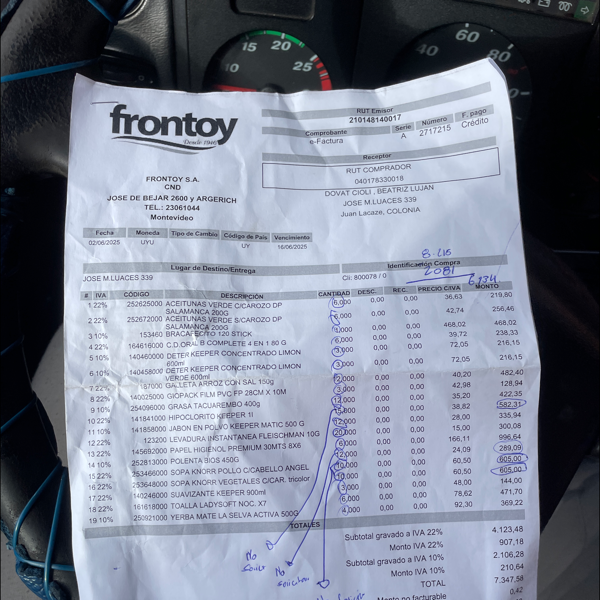 frontoy
Desde 1946
FRONTOY S.A.
CND
JOSE DE BEJAR 2600 y ARGERICH
TEL.: 23061044
Montevideo
RUT Emisor
210148140017
Comprobante Serie Número F. pago
e-Factura A 2717215 Crédito
Receptor
RUT COMPRADOR
040178330018
DOVAT CIOLI , BEATRIZ LUJAN
JOSE M.LUACES 339
Juan Lacaze, COLONIA
Fecha Moneda Tipo de Cambio Código de País Vencimiento
02/06/2025 UYU UY 16/06/2025
8.215
2081
6134
Lugar de Destino/Entrega Identificación Compra
JOSE M.LUACES 339 Cli: 800078 / 0
# IVA CÓDIGO DESCRIPCIÓN CANTIDAD DESC. REC. PRECIO C/IVA MONTO
1 22% 252625000 ACEITUNAS VERDE C/CAROZO DP SALAMANCA 200G 6,000 0,00 0,00 36,63 219,80
2 22% 252672000 ACEITUNAS VERDE S/CAROZO DP SALAMANCA 200G 6,000 0,00 0,00 42,74 256,46
3 10% 153460 BRACAFECITO 120 STICK 0,00 0,00 468,02 468,02
4 22% 164616000 C.D.ORAL B COMPLETE 4 EN 1 80 G 0,00 0,00 39,72 238,33
5 10% 140460000 DETER KEEPER CONCENTRADO LIMON 600ml 3,000 0,00 0,00 72,05 216,15
6 10% 140458000 DETER KEEPER CONCENTRADO LIMON VERDE 600ml 3,000 0,00 0,00 72,05 216,15
7 22% 187000 GALLETA ARROZ CON SAL 150g 0,00 0,00 40,20 482,40
8 22% 140025000 GIOPACK FILM PVC FP 28CM X 10M 3,000 0,00 0,00 42,98 128,94
9 10% 254096000 GRASA TACUAREMBO 400g 12,000 0,00 0,00 35,20 422,35
10 22% 141841000 HIPOCLORITO KEEPER 1l 0,00 0,00 38,82 582,31
11 10% 141858000 JABON EN POLVO KEEPER MATIC 500 G 12,000 0,00 0,00 28,00 335,94
12 22% 123200 LEVADURA INSTANTANEA FLEISCHMAN 10G 20,000 0,00 0,00 15,00 300,08
13 22% 145692000 PAPEL HIGIENOL PREMIUM 30MTS 8X6 6,000 0,00 0,00 166,11 996,64
14 10% 252813000 POLENTA BIOS 450G 12,000 0,00 0,00 24,09 289,09
15 22% 253466000 SOPA KNORR POLLO C/CABELLO ANGEL 10,000 0,00 0,00 60,50 605,00
16 22% 253648000 SOPA KNORR VEGETALES C/CAR. tricolor 10,000 0,00 0,00 60,50 605,00
17 22% 140246000 SUAVIZANTE KEEPER 900ml 3,000 0,00 0,00 48,00 144,00
18 22% 161618000 TOALLA LADYSOFT NOC. X7 6,000 0,00 0,00 78,62 471,70
19 10% 250921000 YERBA MATE LA SELVA ACTIVA 500G 4,000 0,00 0,00 92,30 369,22
TOTALES
Subtotal gravado a IVA 22% 4.123,48
Monto IVA 22% 907,18
Subtotal gravado a IVA 10% 2.106,28
Monto IVA 10% 210,64
TOTAL 7.347,58
Monto no facturable 0,42
No
No
10 15 20 25
40 60 80